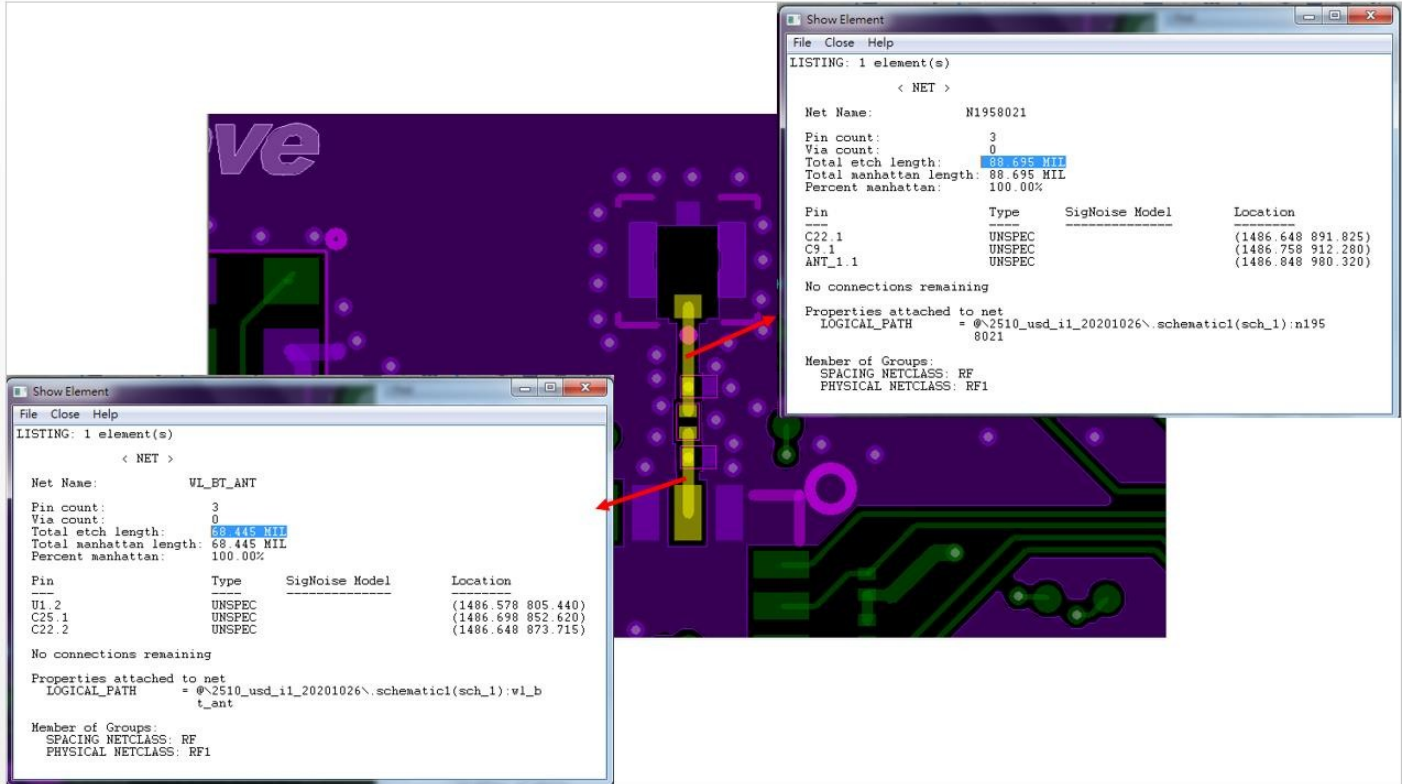 Show Element
File Close Help
LISTING: 1 element(s)
< NET >
Net Name: N1958021
Pin count: 3
Via count: 0
Total etch length: 88.695 MIL
Total manhattan length: 88.695 MIL
Percent manhattan: 100.00%
Pin Type SigNoise Model Location
--- ---- -------------- --------
C22.1 UNSPEC (1486.648 891.825)
C9.1 UNSPEC (1486.758 912.280)
ANT_1.1 UNSPEC (1486.848 980.320)
No connections remaining
Properties attached to net
LOGICAL_PATH = @\2510_usd_i1_20201026\.schematic1(sch_1):n195
8021
Member of Groups:
SPACING NETCLASS: RF
PHYSICAL NETCLASS: RF1
ove
Show Element
File Close Help
LISTING: 1 element(s)
< NET >
Net Name: WL_BT_ANT
Pin count: 3
Via count: 0
Total etch length: 68.445 MIL
Total manhattan length: 68.445 MIL
Percent manhattan: 100.00%
Pin Type SigNoise Model Location
--- ---- -------------- --------
U1.2 UNSPEC (1486.578 805.440)
C25.1 UNSPEC (1486.698 852.620)
C22.2 UNSPEC (1486.648 873.715)
No connections remaining
Properties attached to net
LOGICAL_PATH = @\2510_usd_i1_20201026\.schematic1(sch_1):wl_b
t_ant
Member of Groups:
SPACING NETCLASS: RF
PHYSICAL NETCLASS: RF1